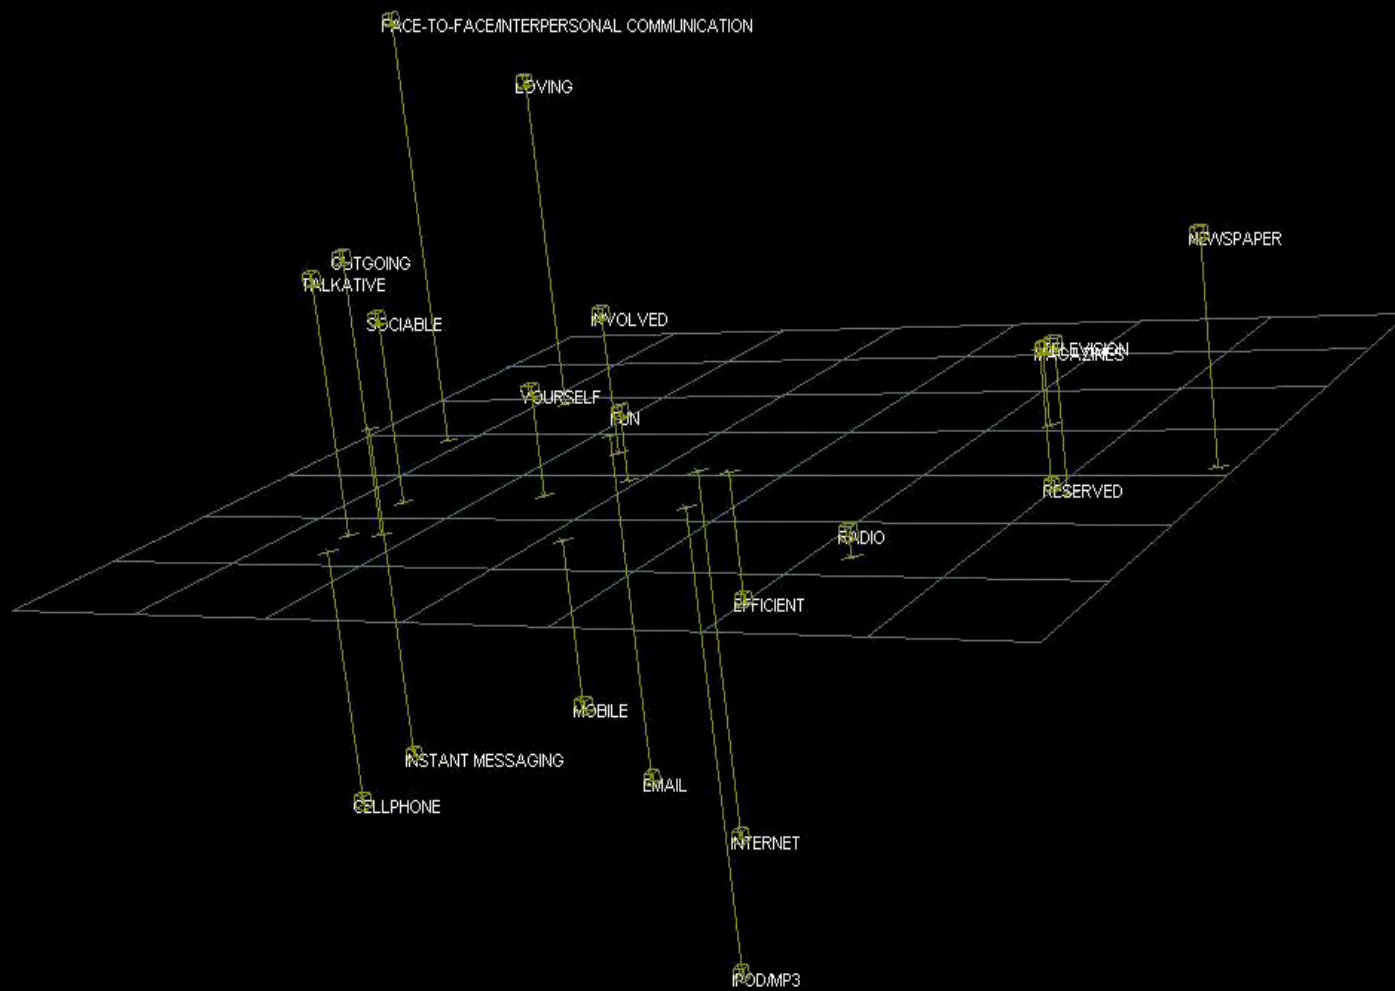 FACE-TO-FACE/INTERPERSONAL COMMUNICATION
LOVING
NEWSPAPER
OUTGOING
TALKATIVE
SOCIABLE
INVOLVED
TELEVISION
MAGAZINES
YOURSELF
FUN
RESERVED
RADIO
EFFICIENT
MOBILE
INSTANT MESSAGING
EMAIL
CELLPHONE
INTERNET
IPOD/MP3